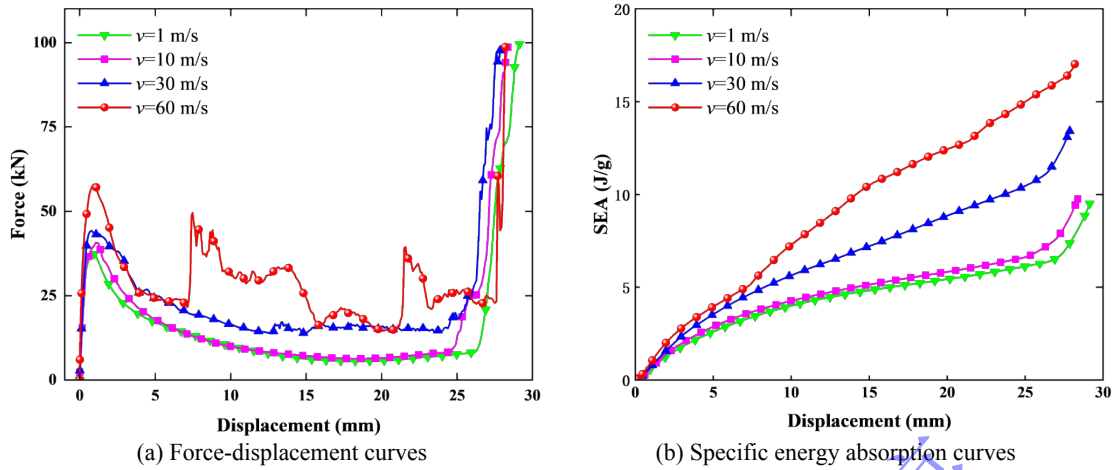 v=1 m/s
v=10 m/s
v=30 m/s
v=60 m/s
100
75
50
25
0
Force (kN)
0 5 10 15 20 25 30
Displacement (mm)
(a) Force-displacement curves
v=1 m/s
v=10 m/s
v=30 m/s
v=60 m/s
20
15
10
5
0
SEA (J/g)
0 5 10 15 20 25 30
Displacement (mm)
(b) Specific energy absorption curves